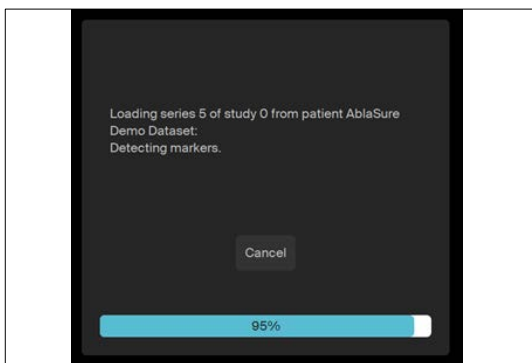 Loading series 5 of study 0 from patient AblaSure
Demo Dataset:
Detecting markers.
Cancel
95%